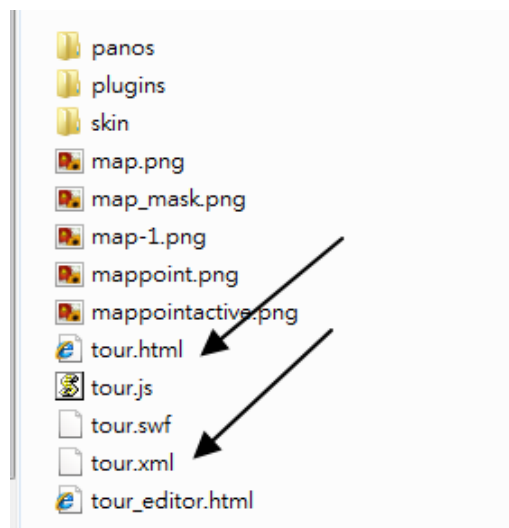 panos
plugins
skin
map.png
map_mask.png
map-1.png
mappoint.png
mappointactive.png
tour.html
tour.js
tour.swf
tour.xml
tour_editor.html